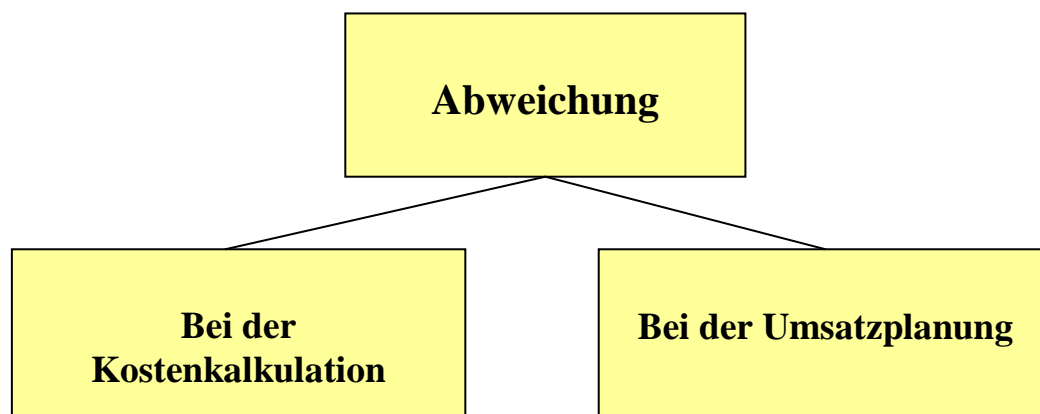 Abweichung
Bei der
Kostenkalkulation
Bei der Umsatzplanung